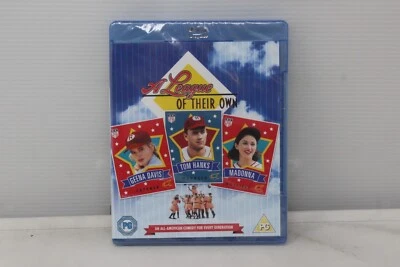 A League
OF THEIR OWN
GEENA DAVIS
TOM HANKS
MADONNA
PG
AN ALL AMERICAN COMEDY FOR EVERY GENERATION
PG